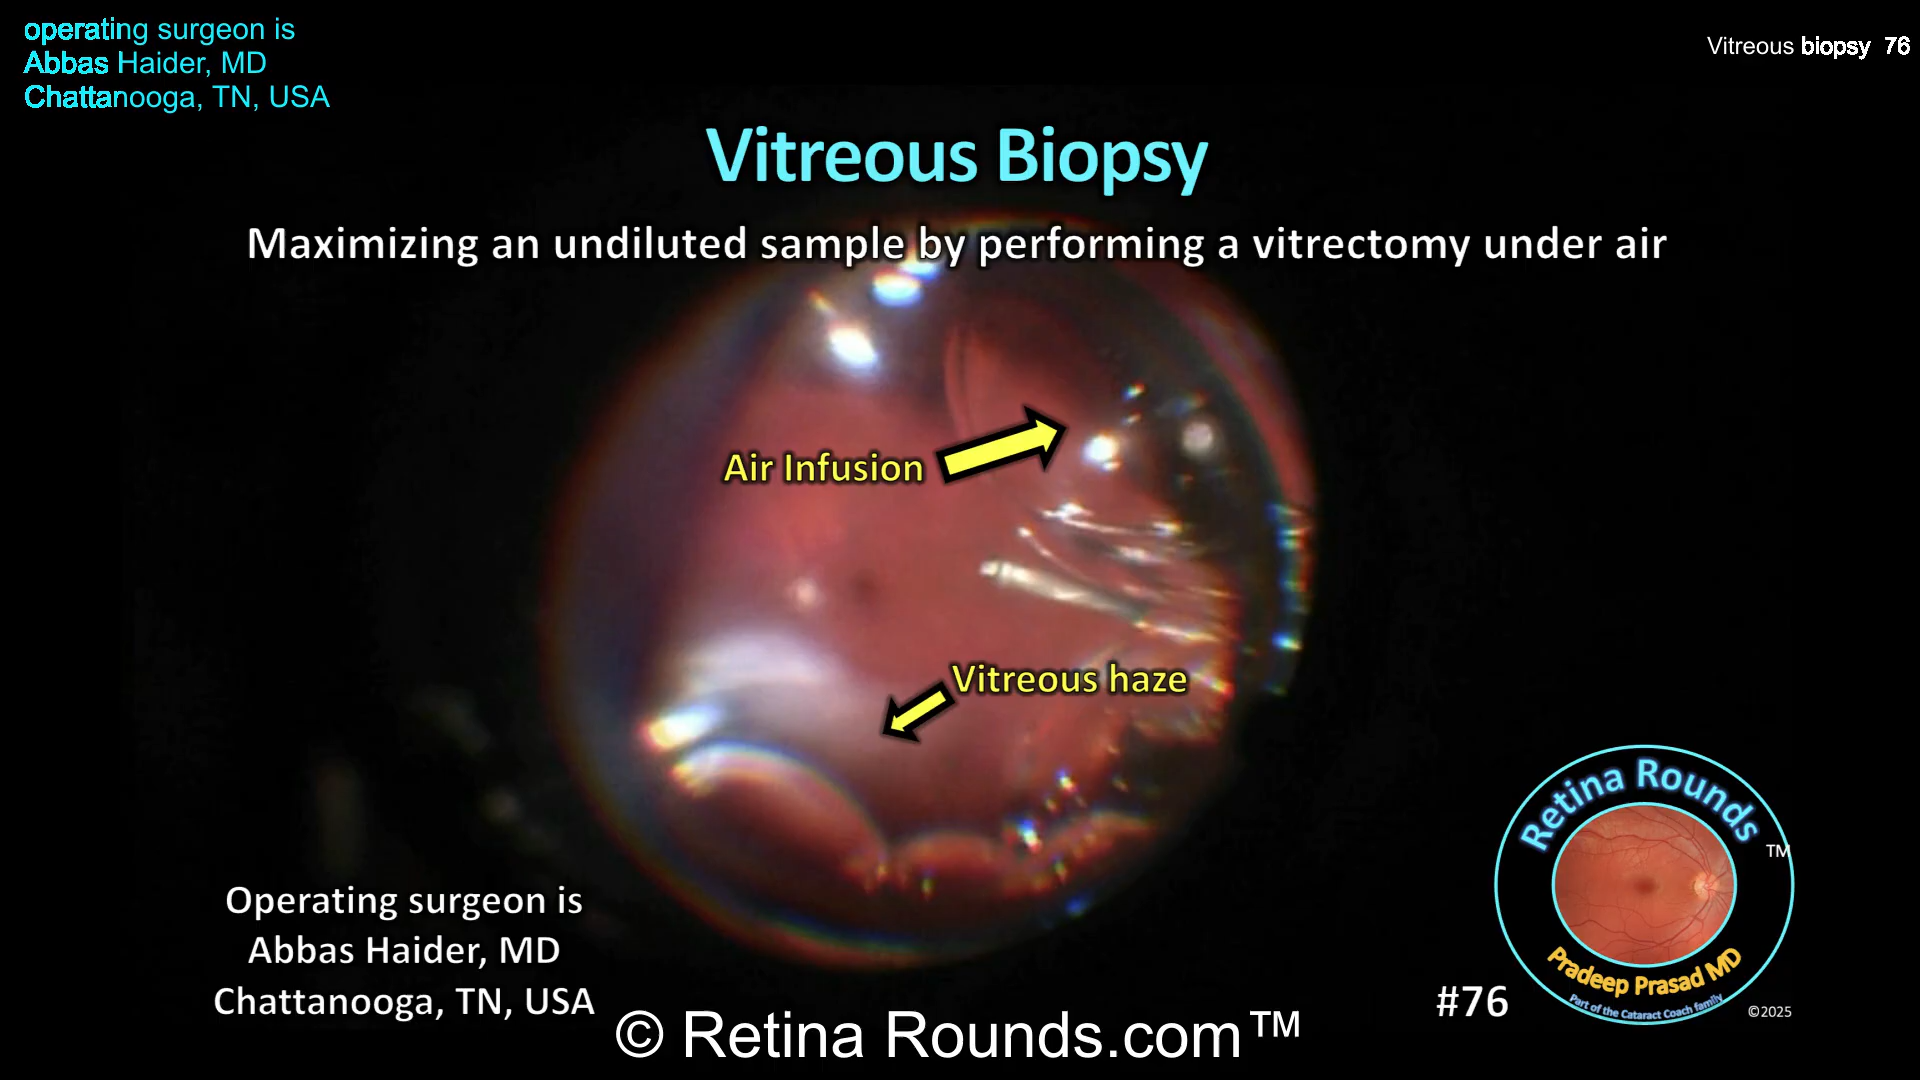 operating surgeon is
Abbas Haider, MD
Chattanooga, TN, USA
Vitreous biopsy 76
Vitreous Biopsy
Maximizing an undiluted sample by performing a vitrectomy under air
Air Infusion
Vitreous haze
Operating surgeon is
Abbas Haider, MD
Chattanooga, TN, USA
© Retina Rounds.com™
#76
Retina Rounds
TM
Pradeep Prasad MD
Part of the Cataract Coach family
©2025